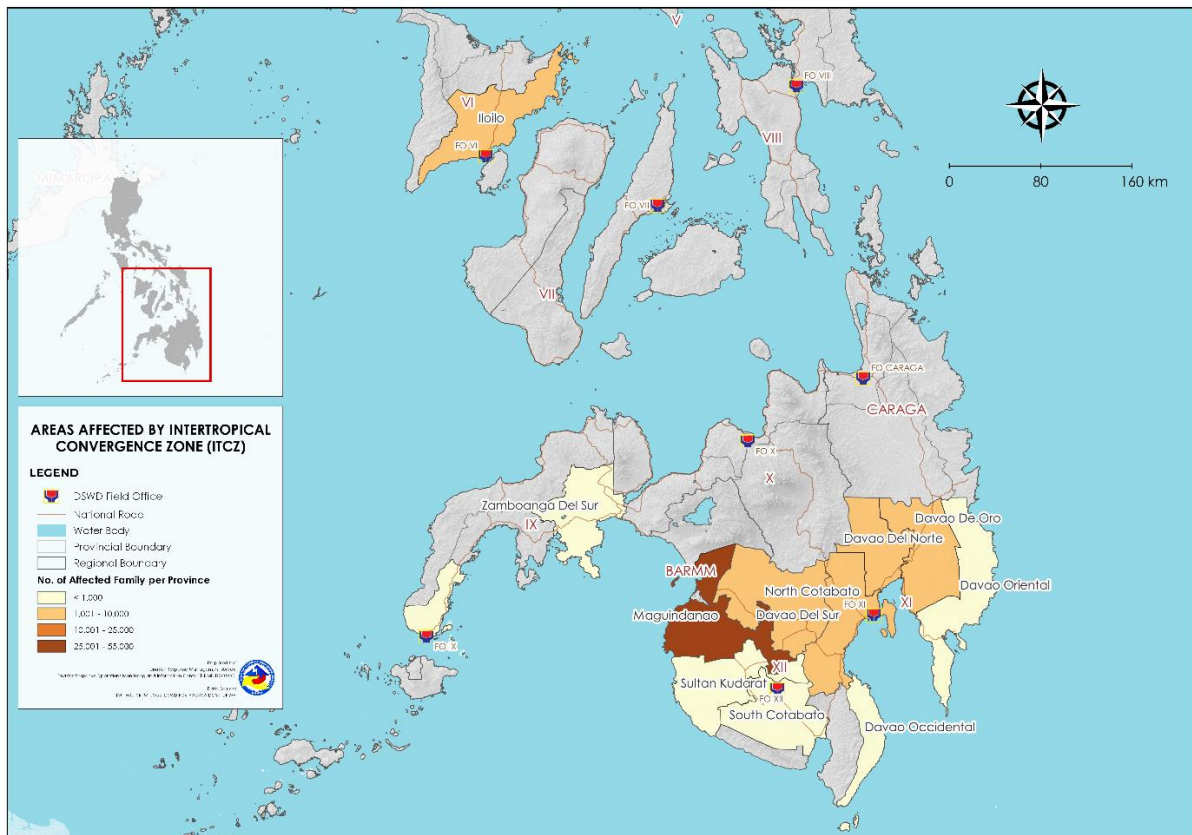 V
FO VIII
VI
Iloilo
FO VI
VIII
FO VII
0 80 160 km
MIMAROPA
VII
FO CARAGA
CARAGA
FO X
X
AREAS AFFECTED BY INTERTROPICAL
CONVERGENCE ZONE (ITCZ)
LEGEND
DSWD Field Office
National Road
Water Body
Provincial Boundary
Regional Boundary
No. of Affected Family per Province
< 1,000
1,001 - 10,000
10,001 - 25,000
25,001 - 55,000
Zamboanga Del Sur
IX
FO X
Davao De Oro
Davao Del Norte
BARMM
Davao Oriental
North Cotabato
FO XI
XI
Maguindanao
Davao Del Sur
XII
Sultan Kudarat
FO XII
South Cotabato
Davao Occidental